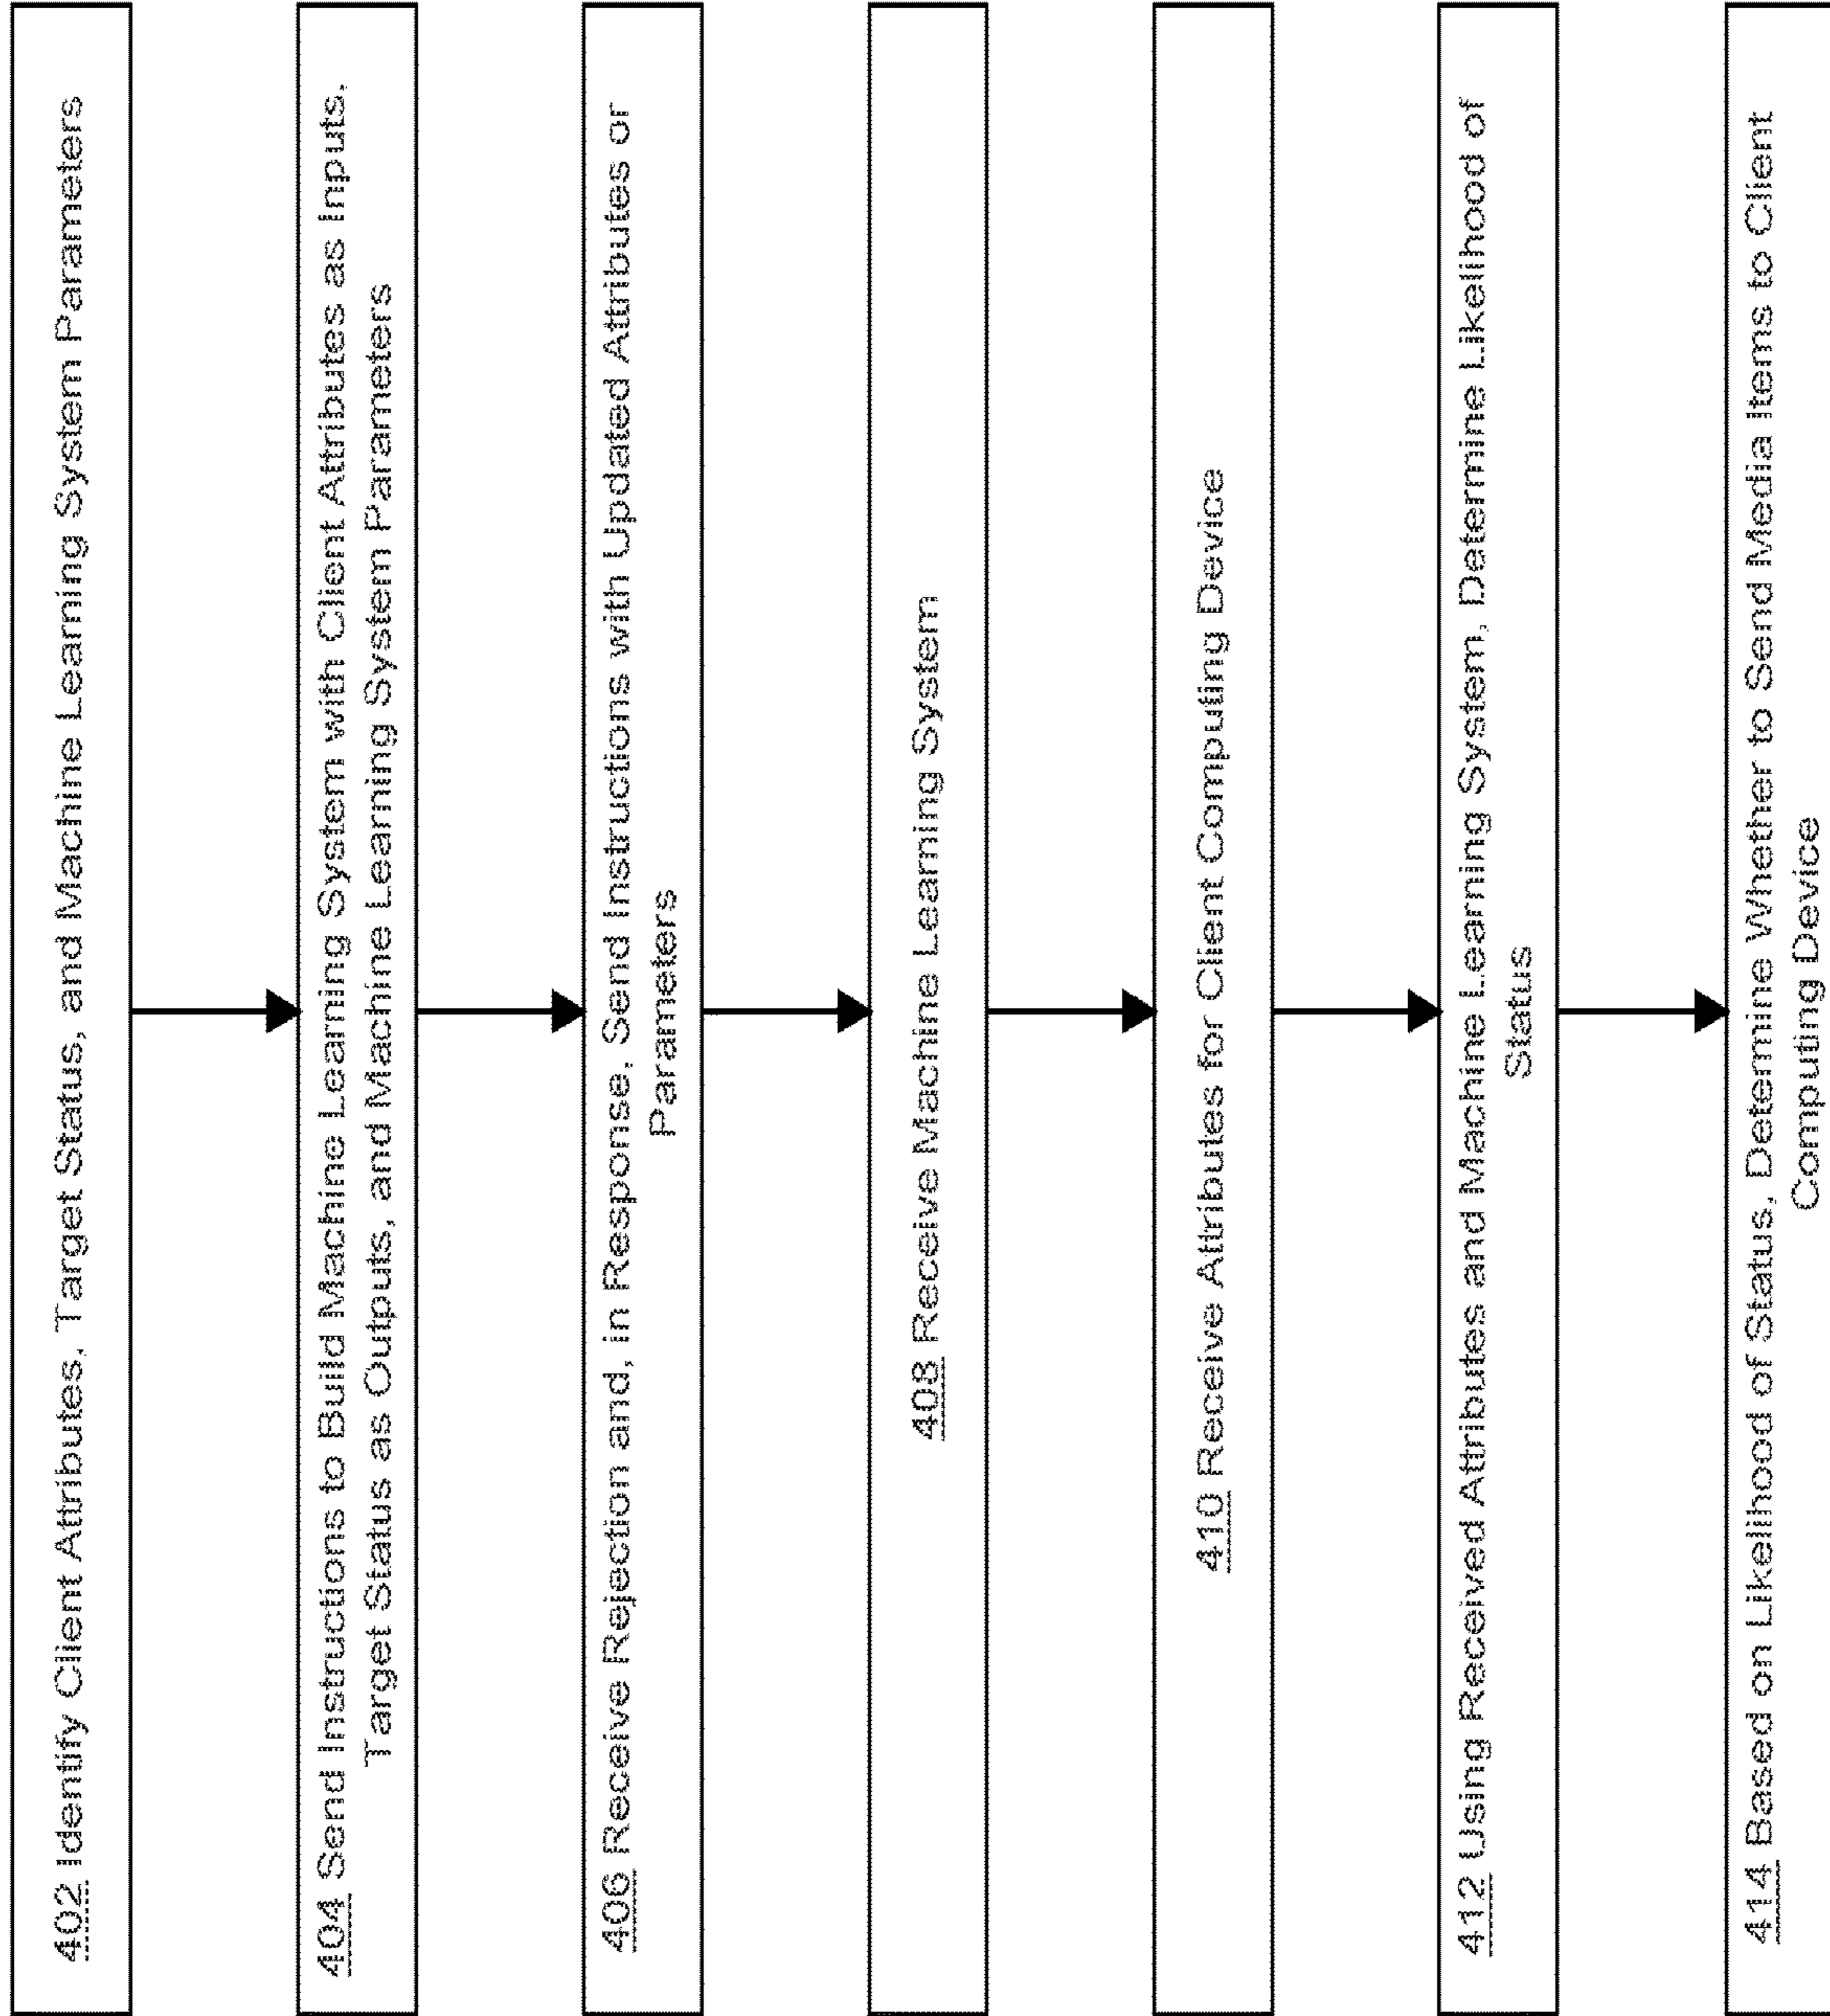 402 Identify Client Attributes, Target Status, and Machine Learning System Parameters
404 Send Instructions to Build Machine Learning System with Client Attributes as Inputs,
Target Status as Outputs, and Machine Learning System Parameters
406 Receive Rejection and, in Response, Send Instructions with Updated Attributes or
Parameters
408 Receive Machine Learning System
410 Receive Attributes for Client Computing Device
412 Using Received Attributes and Machine Learning System, Determine Likelihood of
Status
414 Based on Likelihood of Status, Determine Whether to Send Media Items to Client
Computing Device